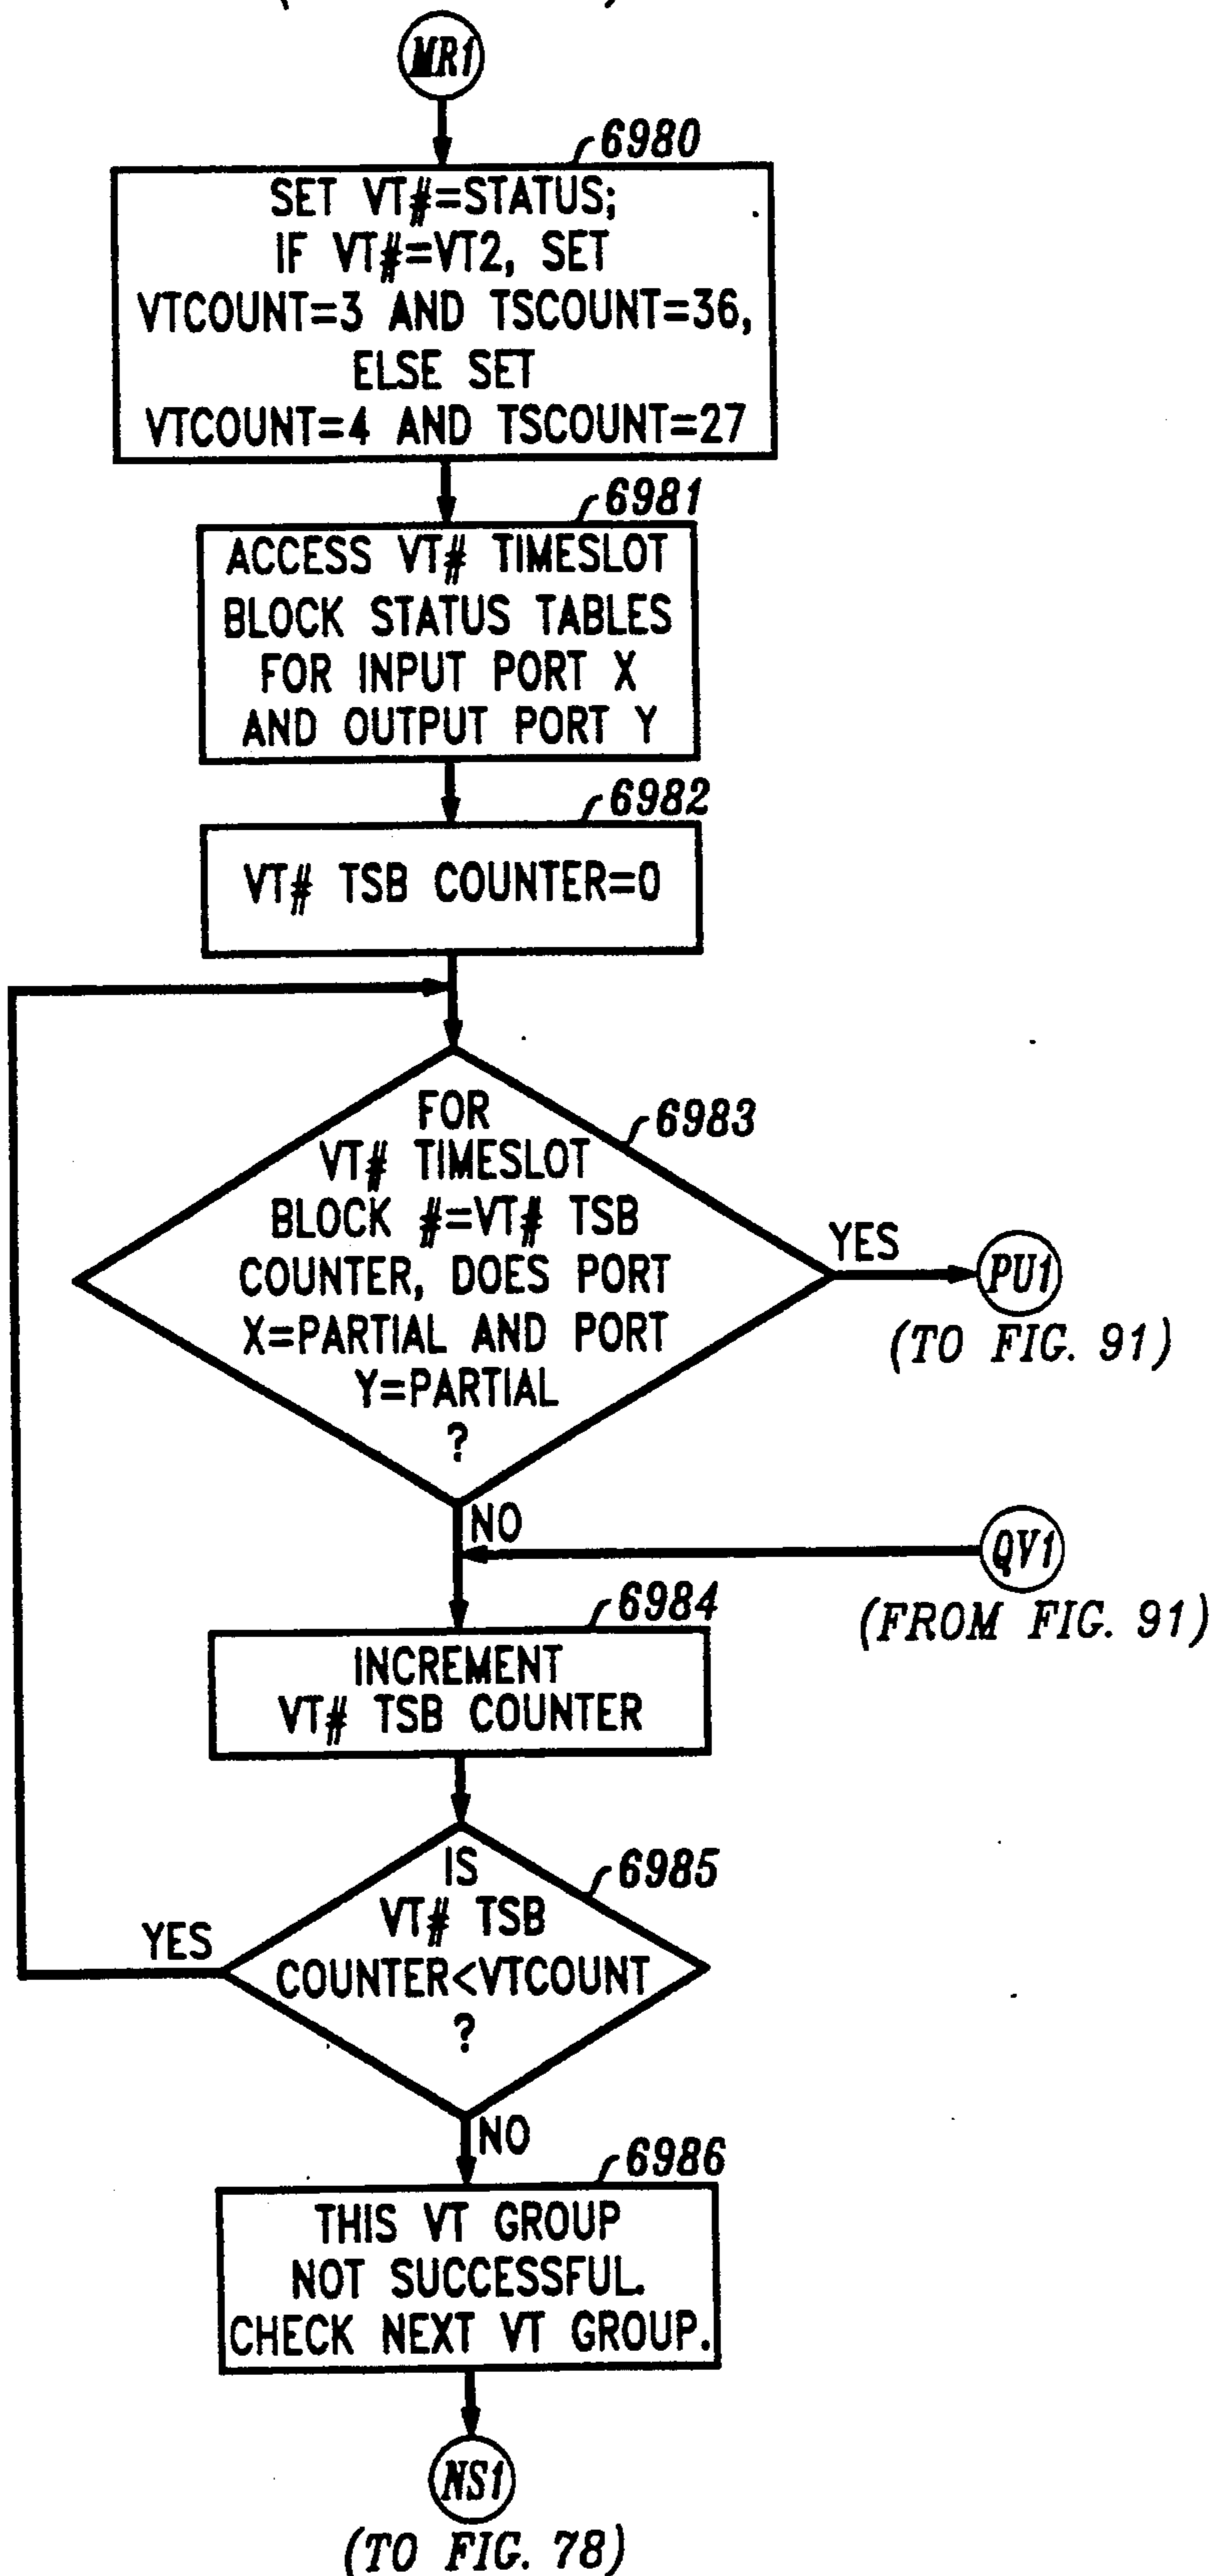 MR1
6980
SET VT#=STATUS;
IF VT#=VT2, SET
VTCOUNT=3 AND TSCOUNT=36,
ELSE SET
VTCOUNT=4 AND TSCOUNT=27
6981
ACCESS VT# TIMESLOT
BLOCK STATUS TABLES
FOR INPUT PORT X
AND OUTPUT PORT Y
6982
VT# TSB COUNTER=0
6983
FOR
VT# TIMESLOT
BLOCK #=VT# TSB
COUNTER, DOES PORT
X=PARTIAL AND PORT
Y=PARTIAL
?
YES
PU1
(TO FIG. 91)
NO
QV1
(FROM FIG. 91)
6984
INCREMENT
VT# TSB COUNTER
6985
IS
VT# TSB
COUNTER<VTCOUNT
?
YES
NO
6986
THIS VT GROUP
NOT SUCCESSFUL.
CHECK NEXT VT GROUP.
NS1
(TO FIG. 78)